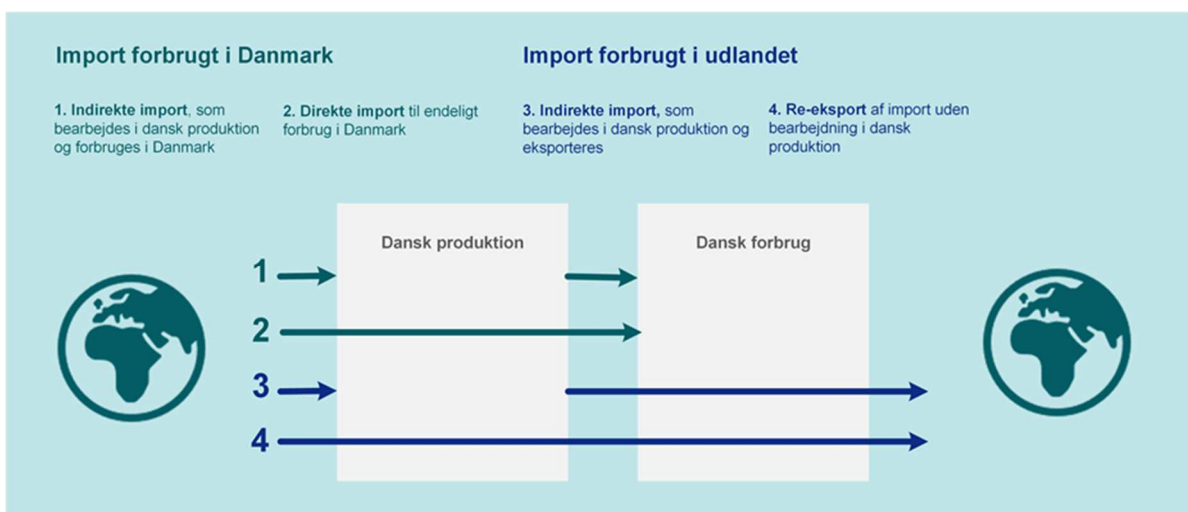 Import forbrugt i Danmark
Import forbrugt i udlandet
1. Indirekte import, som
bearbejdes i dansk produktion
og forbruges i Danmark
2. Direkte import til endeligt
forbrug i Danmark
3. Indirekte import, som
bearbejdes i dansk produktion og
eksporteres
4. Re-eksport af import uden
bearbejdning i dansk
produktion
Dansk produktion
Dansk forbrug
1
2
3
4